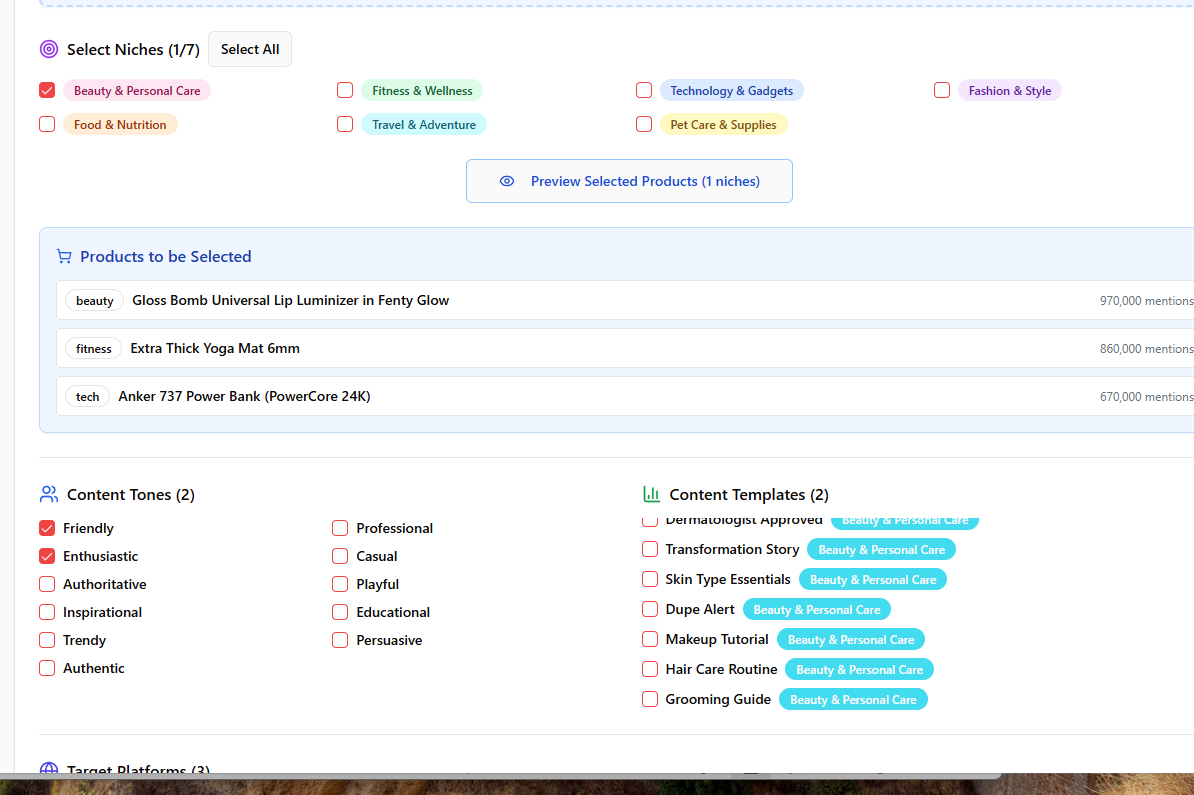 Select Niches (1/7) Select All
Beauty & Personal Care Fitness & Wellness Technology & Gadgets Fashion & Style
Food & Nutrition Travel & Adventure Pet Care & Supplies
Preview Selected Products (1 niches)
Products to be Selected
beauty Gloss Bomb Universal Lip Luminizer in Fenty Glow 970,000 mentions
fitness Extra Thick Yoga Mat 6mm 860,000 mentions
tech Anker 737 Power Bank (PowerCore 24K) 670,000 mentions
Content Tones (2)
Friendly Professional
Enthusiastic Casual
Authoritative Playful
Inspirational Educational
Trendy Persuasive
Authentic
Content Templates (2)
Dermatologist Approved Beauty & Personal Care
Transformation Story Beauty & Personal Care
Skin Type Essentials Beauty & Personal Care
Dupe Alert Beauty & Personal Care
Makeup Tutorial Beauty & Personal Care
Hair Care Routine Beauty & Personal Care
Grooming Guide Beauty & Personal Care
Target Platforms (3)